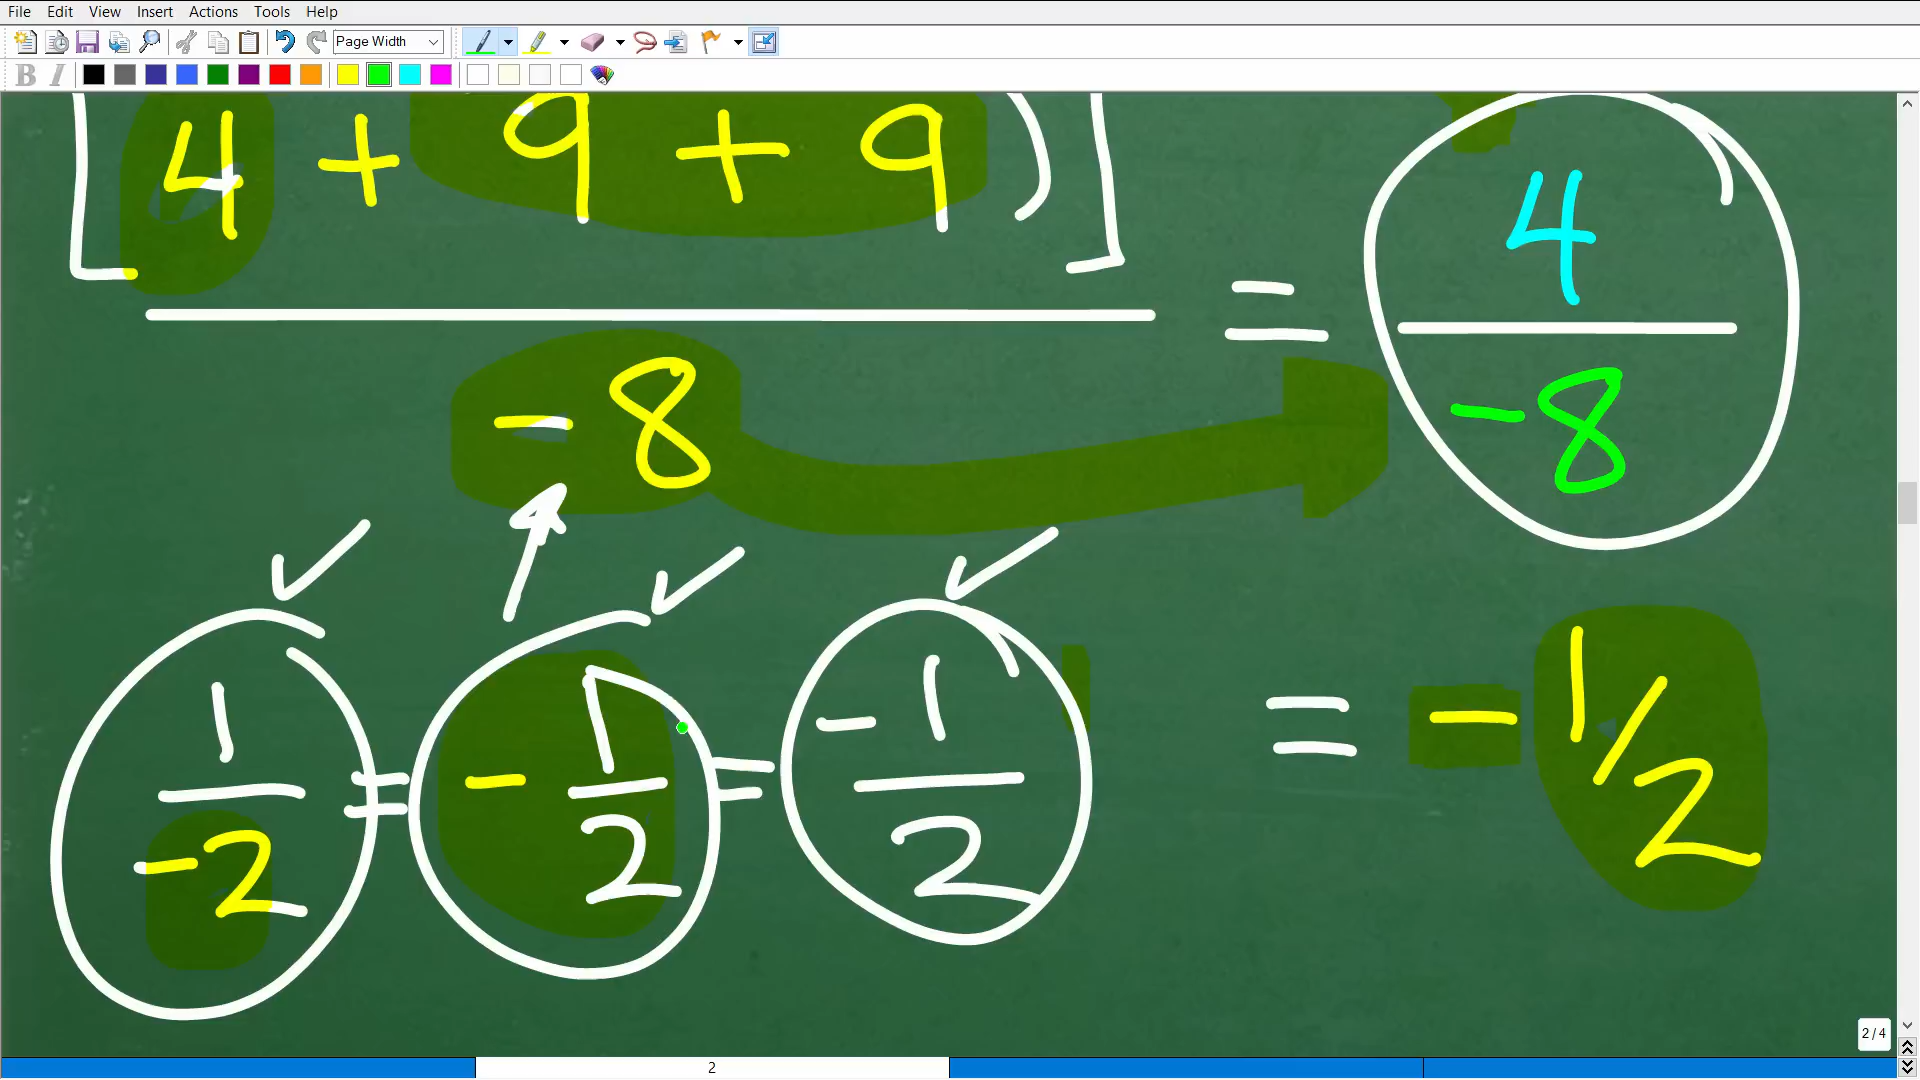 File Edit View Insert Actions Tools Help
Page Width
B I
[4 + 9 + 9)]
-8
= 4/-8
1/-2 = - 1/2 = -1/2
= - 1/2
2 / 4
2